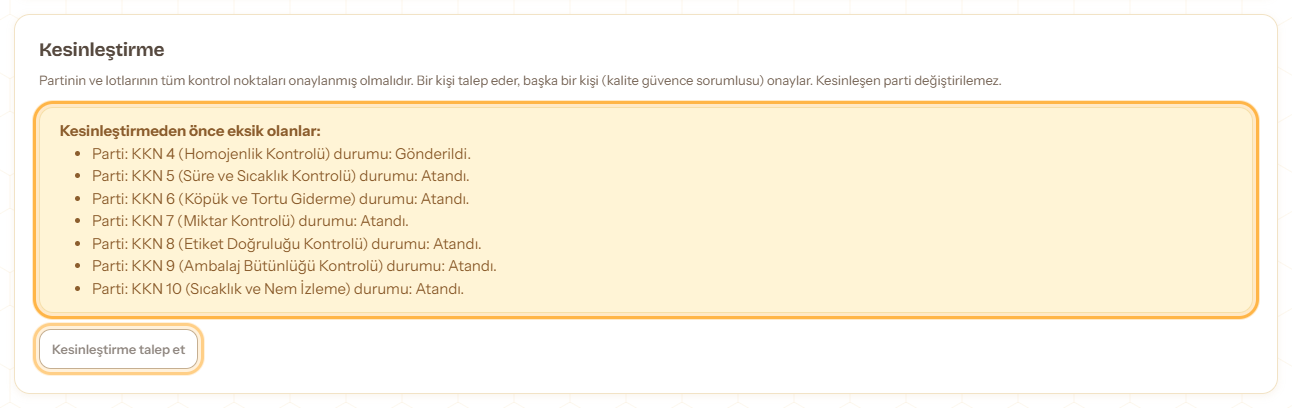 Kesinleştirme
Partinin ve lotlarının tüm kontrol noktaları onaylanmış olmalıdır. Bir kişi talep eder, başka bir kişi (kalite güvence sorumlusu) onaylar. Kesinleşen parti değiştirilemez.
Kesinleştirmeden önce eksik olanlar:
• Parti: KKN 4 (Homojenlik Kontrolü) durumu: Gönderildi.
• Parti: KKN 5 (Süre ve Sıcaklık Kontrolü) durumu: Atandı.
• Parti: KKN 6 (Köpük ve Tortu Giderme) durumu: Atandı.
• Parti: KKN 7 (Miktar Kontrolü) durumu: Atandı.
• Parti: KKN 8 (Etiket Doğruluğu Kontrolü) durumu: Atandı.
• Parti: KKN 9 (Ambalaj Bütünlüğü Kontrolü) durumu: Atandı.
• Parti: KKN 10 (Sıcaklık ve Nem İzleme) durumu: Atandı.
Kesinleştirme talep et